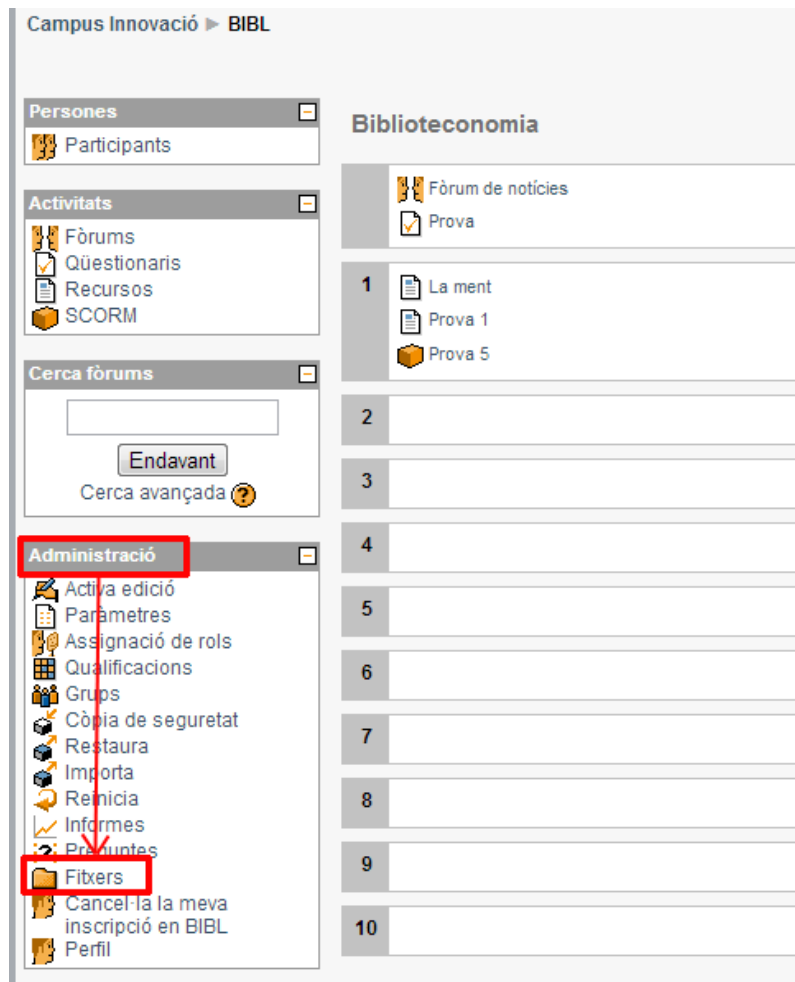 Campus Innovació ► BIBL
Persones
Participants
Activitats
Fòrums
Qüestionaris
Recursos
SCORM
Cerca fòrums
Endavant
Cerca avançada ?
Administració
Activa edició
Paràmetres
Assignació de rols
Qualificacions
Grups
Còpia de seguretat
Restaura
Importa
Reinicia
Informes
Preguntes
Fitxers
Cancel·la la meva
inscripció en BIBL
Perfil
Biblioteconomia
Fòrum de notícies
Prova
1 La ment
Prova 1
Prova 5
2
3
4
5
6
7
8
9
10